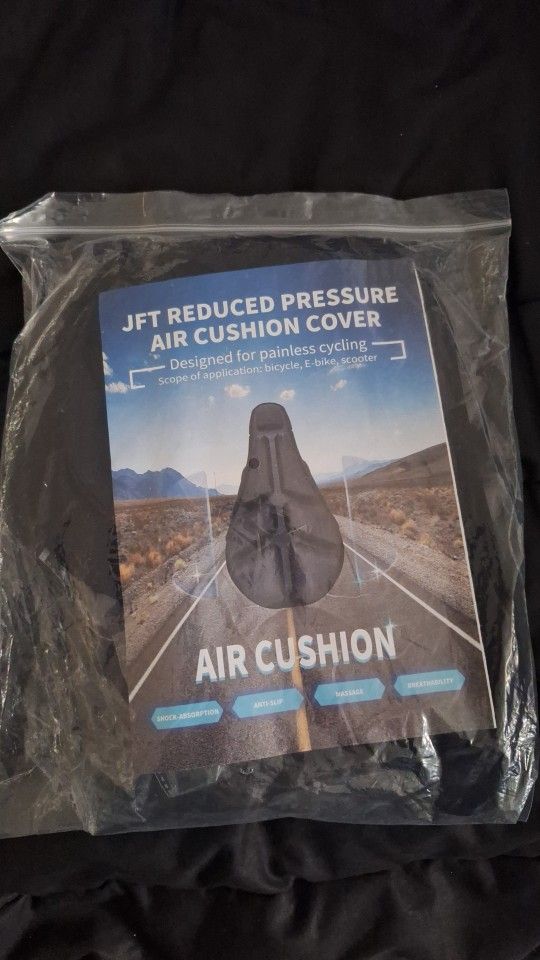 JFT REDUCED PRESSURE
AIR CUSHION COVER
Designed for painless cycling
Scope of application: bicycle, E-bike, scooter
AIR CUSHION
SHOCK-ABSORPTION
ANTI-SLIP
MASSAGE
BREATHABILITY